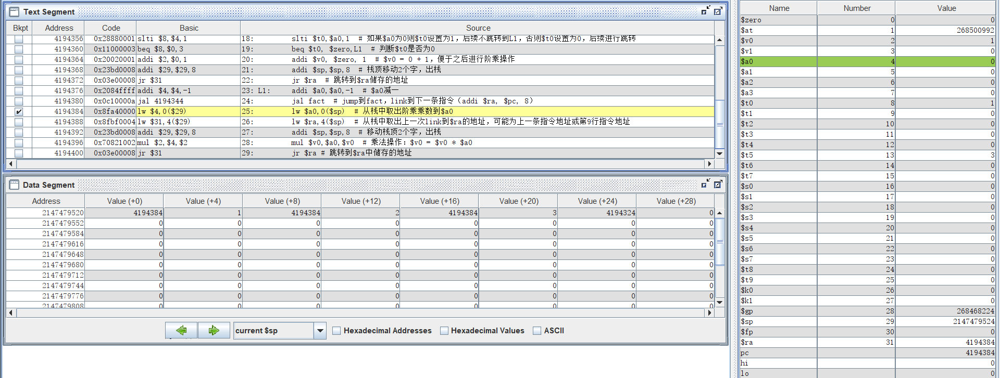 Text Segment
Bkpt Address Code Basic Source
4194356 0x28880001 slti $8,$4,1 18: slti $t0,$a0,1 # 如果$a0为0则$t0设置为1，后续不跳转到L1，否则$t0设置为0，后续进行跳转
4194360 0x11000003 beq $8,$0,3 19: beq $t0, $zero,L1 # 判断$t0是否为0
4194364 0x20020001 addi $2,$0,1 20: addi $v0, $zero, 1 # $v0 = 0 + 1，便于之后进行阶乘操作
4194368 0x23bd0008 addi $29,$29,8 21: addi $sp,$sp,8 # 栈顶移动2个字，出栈
4194372 0x03e00008 jr $31 22: jr $ra # 跳转到$ra储存的地址
4194376 0x2084ffff addi $4,$4,-1 23: L1: addi $a0,$a0,-1 # $a0减一
4194380 0x0c10000a jal 4194344 24: jal fact # jump到fact，link到下一条指令（addi $ra, $pc, 8）
4194384 0x8fa40000 lw $4,0($29) 25: lw $a0,0($sp) # 从栈中取出阶乘乘数到$a0
4194388 0x8fbf0004 lw $31,4($29) 26: lw $ra,4($sp) # 从栈中取出上一次link到$ra的地址，可能为上一条指令地址或第9行指令地址
4194392 0x23bd0008 addi $29,$29,8 27: addi $sp,$sp,8 # 移动栈顶2个字，出栈
4194396 0x70821002 mul $2,$4,$2 28: mul $v0,$a0,$v0 # 乘法操作：$v0 = $v0 * $a0
4194400 0x03e00008 jr $31 29: jr $ra # 跳转到$ra中储存的地址
Data Segment
Address Value (+0) Value (+4) Value (+8) Value (+12) Value (+16) Value (+20) Value (+24) Value (+28)
2147479520 4194384 1 4194384 2 4194384 3 4194324 0
2147479552 0 0 0 0 0 0 0 0
2147479584 0 0 0 0 0 0 0 0
2147479616 0 0 0 0 0 0 0 0
2147479648 0 0 0 0 0 0 0 0
2147479680 0 0 0 0 0 0 0 0
2147479712 0 0 0 0 0 0 0 0
2147479744 0 0 0 0 0 0 0 0
2147479776 0 0 0 0 0 0 0 0
2147479808 0 0 0 0 0 0 0 0
current $sp Hexadecimal Addresses Hexadecimal Values ASCII
Name Number Value
$zero 0 0
$at 1 268500992
$v0 2 1
$v1 3 0
$a0 4 0
$a1 5 0
$a2 6 0
$a3 7 0
$t0 8 1
$t1 9 0
$t2 10 0
$t3 11 0
$t4 12 0
$t5 13 3
$t6 14 0
$t7 15 0
$s0 16 0
$s1 17 0
$s2 18 0
$s3 19 0
$s4 20 0
$s5 21 0
$s6 22 0
$s7 23 0
$t8 24 0
$t9 25 0
$k0 26 0
$k1 27 0
$gp 28 268468224
$sp 29 2147479524
$fp 30 0
$ra 31 4194384
pc 4194384
hi 0
lo 0